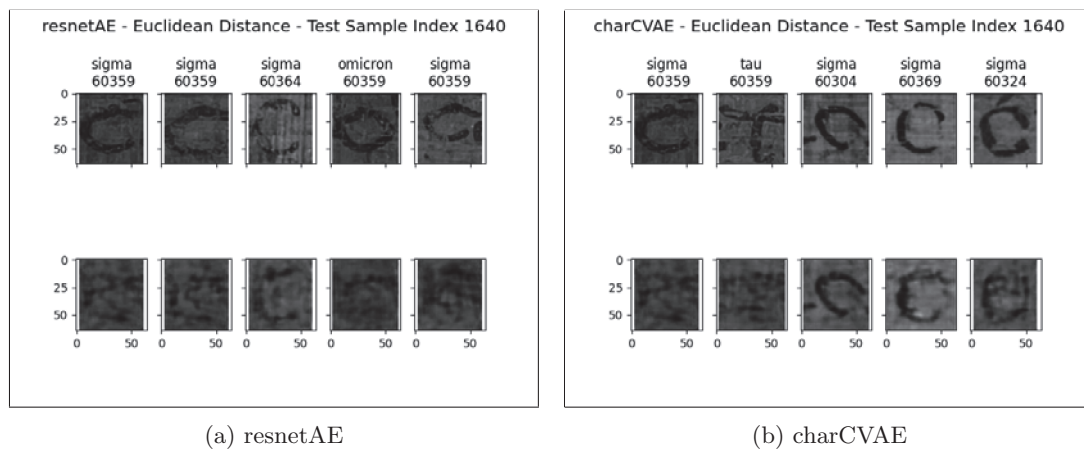 resnetAE - Euclidean Distance - Test Sample Index 1640
sigma sigma sigma omicron sigma
60359 60359 60364 60359 60359
0
25
50
0
25
50
0 50 0 50 0 50 0 50 0 50
(a) resnetAE
charCVAE - Euclidean Distance - Test Sample Index 1640
sigma tau sigma sigma sigma
60359 60359 60304 60369 60324
0
25
50
0
25
50
0 50 0 50 0 50 0 50 0 50
(b) charCVAE